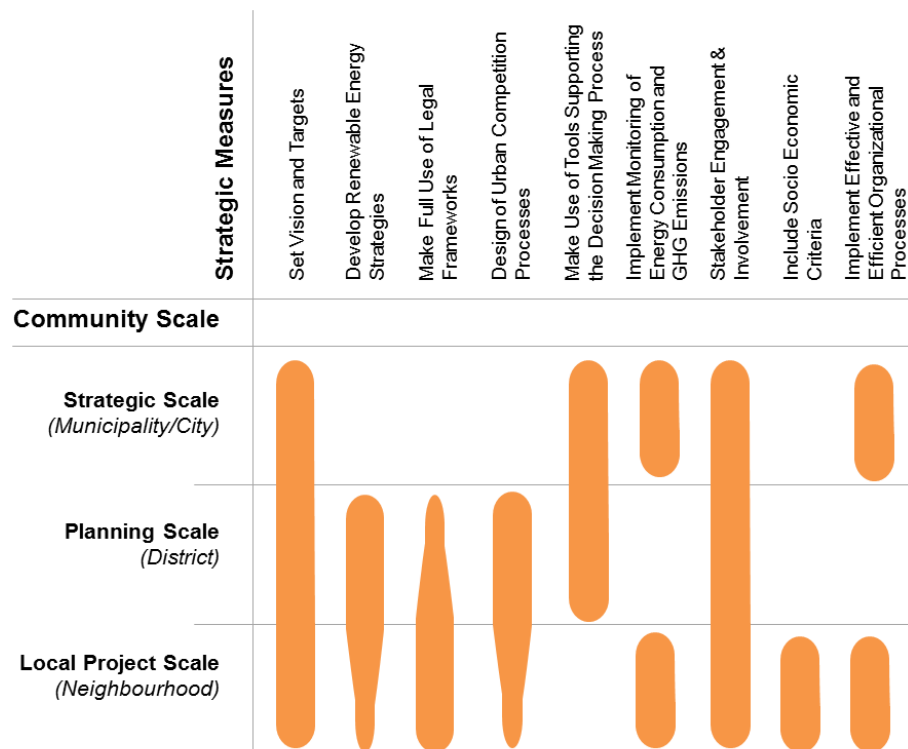 Strategic Measures
Set Vision and Targets
Develop Renewable Energy
Strategies
Make Full Use of Legal
Frameworks
Design of Urban Competition
Processes
Make Use of Tools Supporting
the Decision Making Process
Implement Monitoring of
Energy Consumption and
GHG Emissions
Stakeholder Engagement &
Involvement
Include Socio Economic
Criteria
Implement Effective and
Efficient Organizational
Processes
Community Scale
Strategic Scale
(Municipality/City)
Planning Scale
(District)
Local Project Scale
(Neighbourhood)